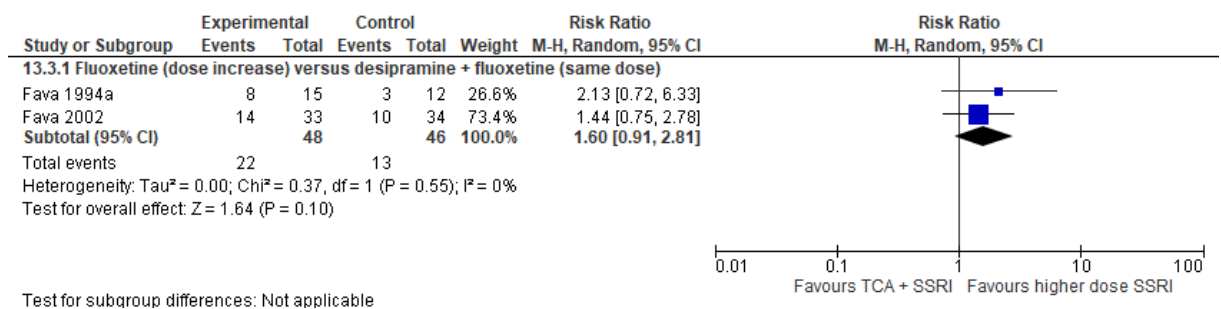 Experimental Control Risk Ratio Risk Ratio
Study or Subgroup Events Total Events Total Weight M-H, Random, 95% CI M-H, Random, 95% CI
13.3.1 Fluoxetine (dose increase) versus desipramine + fluoxetine (same dose)
Fava 1994a 8 15 3 12 26.6% 2.13 [0.72, 6.33]
Fava 2002 14 33 10 34 73.4% 1.44 [0.75, 2.78]
Subtotal (95% CI) 48 46 100.0% 1.60 [0.91, 2.81]
Total events 22 13
Heterogeneity: Tau² = 0.00; Chi² = 0.37, df = 1 (P = 0.55); I² = 0%
Test for overall effect: Z = 1.64 (P = 0.10)
0.01 0.1 1 10 100
Favours TCA + SSRI Favours higher dose SSRI
Test for subgroup differences: Not applicable